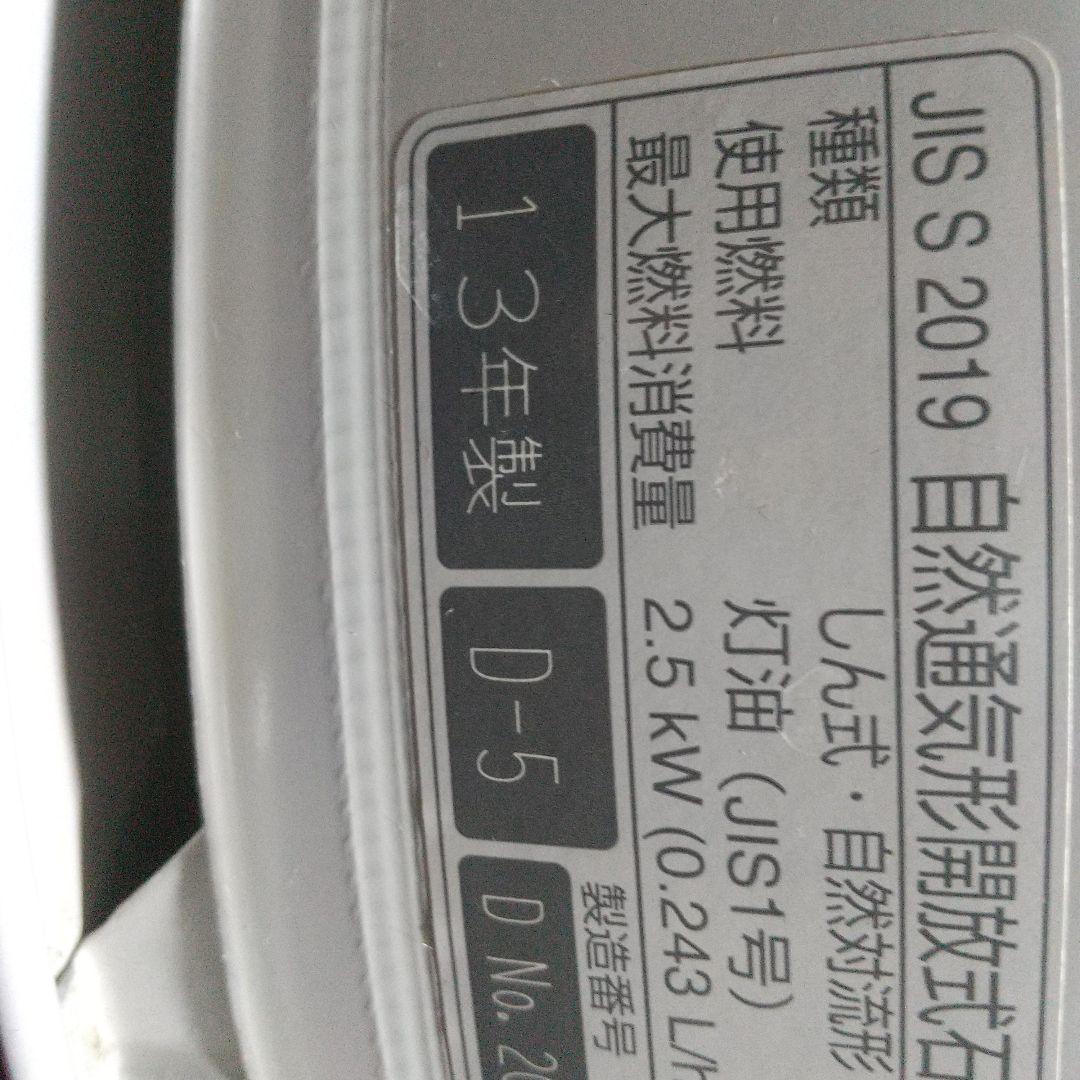 JIS S 2019 自然通気形開放式石
種類 しん式・自然対流形
使用燃料 灯油（JIS1号）
最大燃料消費量 2.5 kW (0.243 L/h
製造番号
13年製 D-5 D No. 20